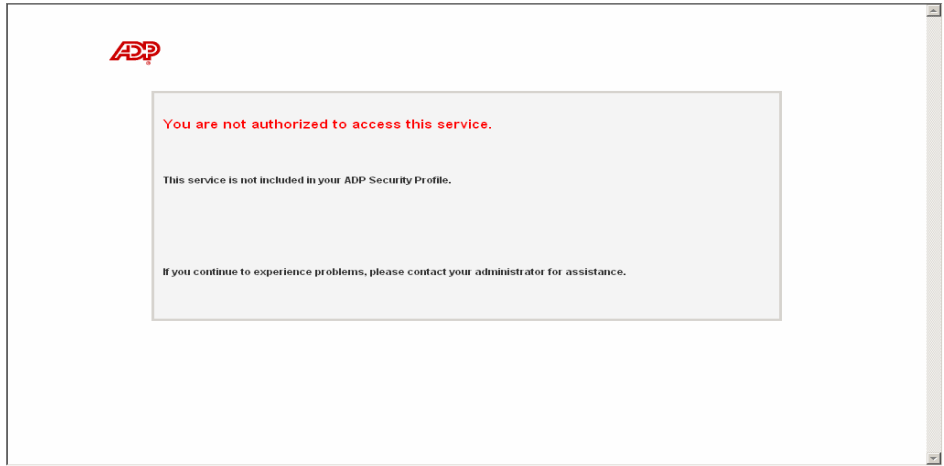 ADP
You are not authorized to access this service.
This service is not included in your ADP Security Profile.
If you continue to experience problems, please contact your administrator for assistance.